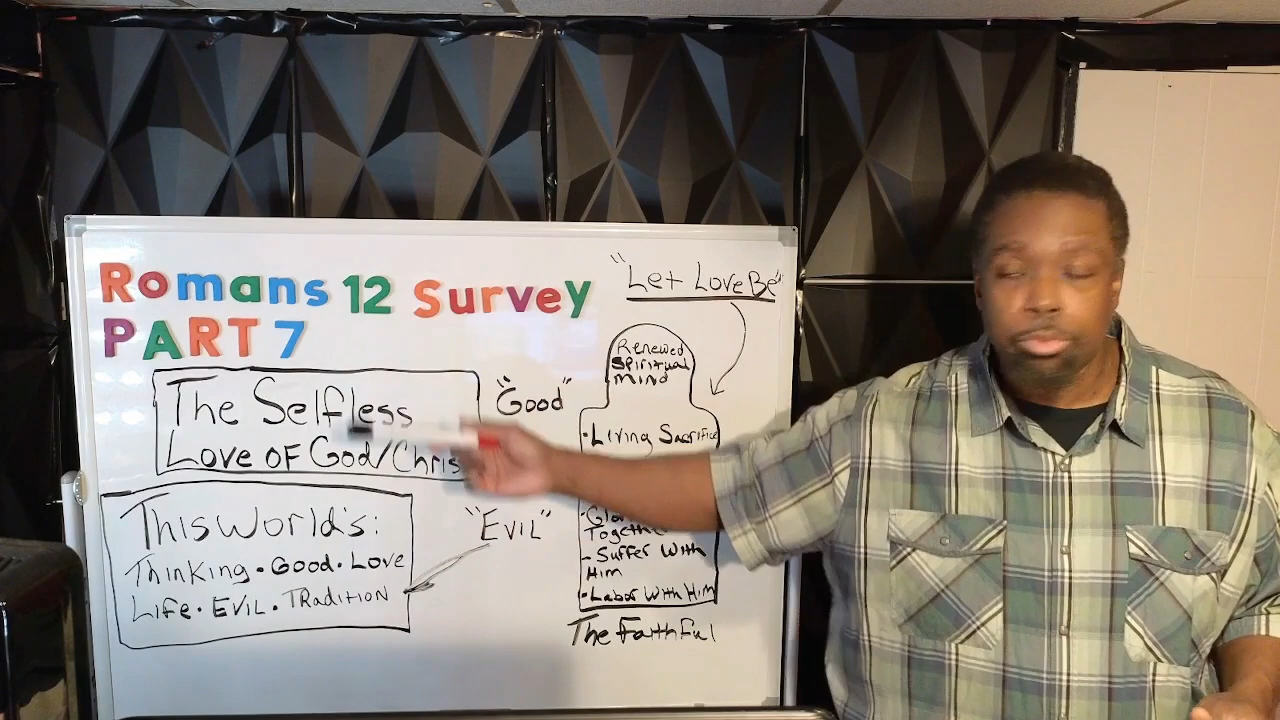 Romans 12 Survey
PART 7
"Let Love Be"
Renewed
Spiritual
Mind
• Living Sacrifice
The Selfless
Love of God/Chris
"Good"
This World's:
Thinking • Good • Love
Life • Evil • Tradition
"Evil"
Together
- Suffer With
Him
• Labor With Him
The Faithful